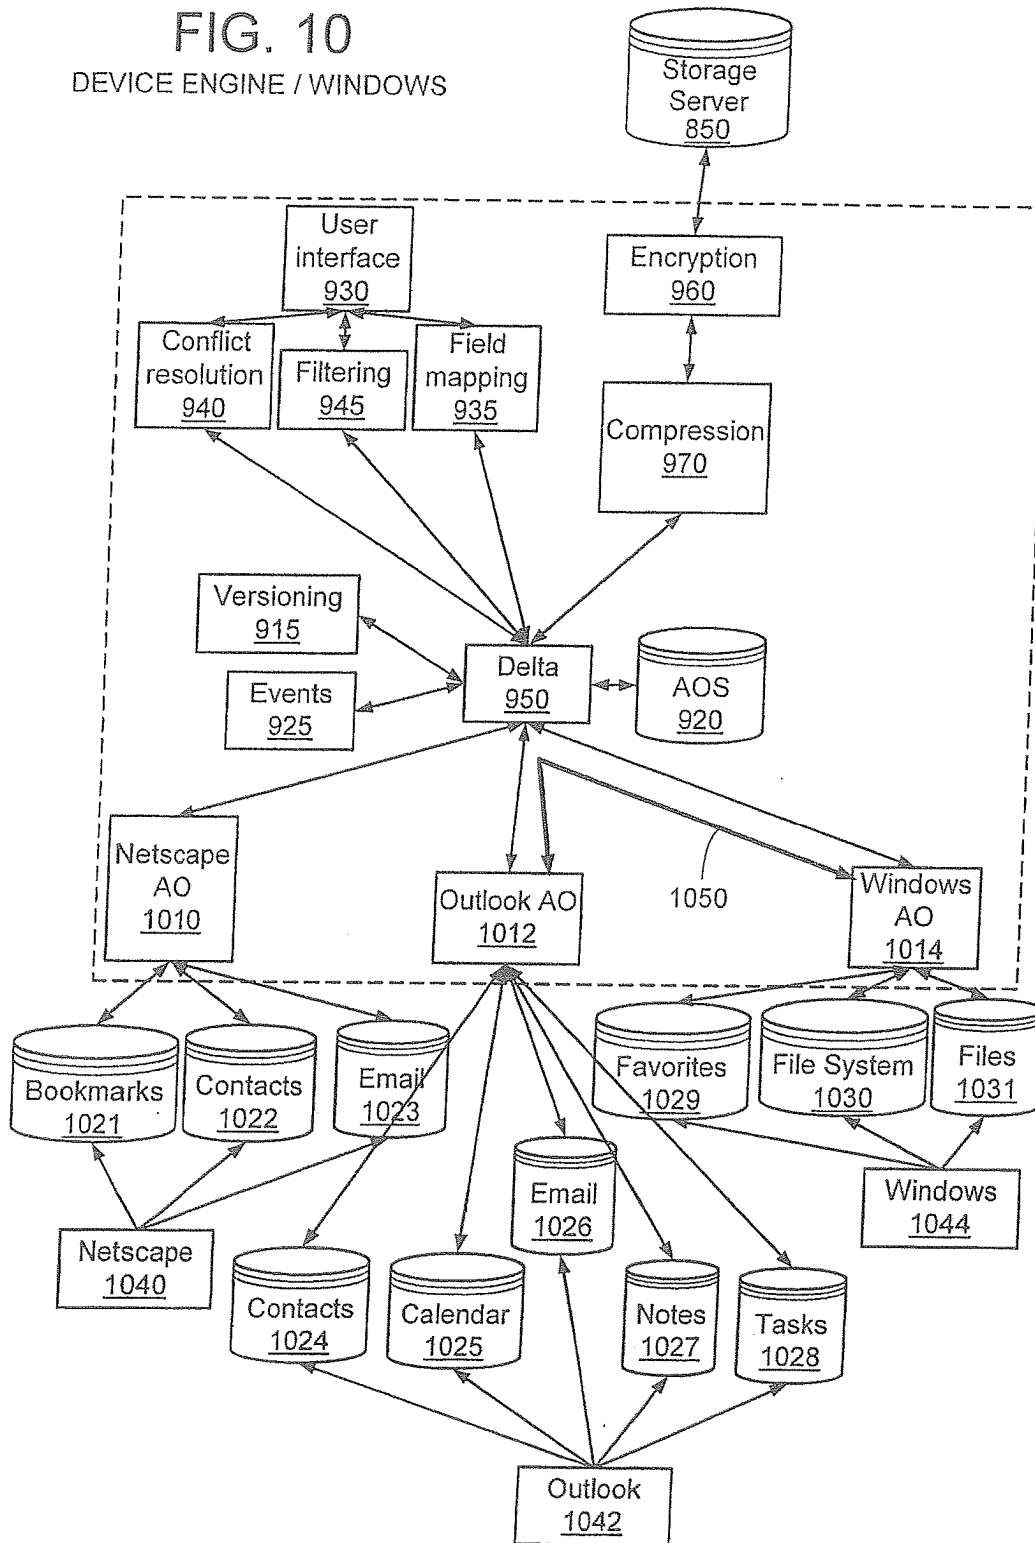 FIG. 10
DEVICE ENGINE / WINDOWS
Storage
Server
850
User
interface
930
Encryption
960
Conflict
resolution
940
Filtering
945
Field
mapping
935
Compression
970
Versioning
915
Events
925
Delta
950
AOS
920
Netscape
AO
1010
Outlook AO
1012
1050
Windows
AO
1014
Bookmarks
1021
Contacts
1022
Email
1023
Favorites
1029
File System
1030
Files
1031
Netscape
1040
Email
1026
Windows
1044
Contacts
1024
Calendar
1025
Notes
1027
Tasks
1028
Outlook
1042